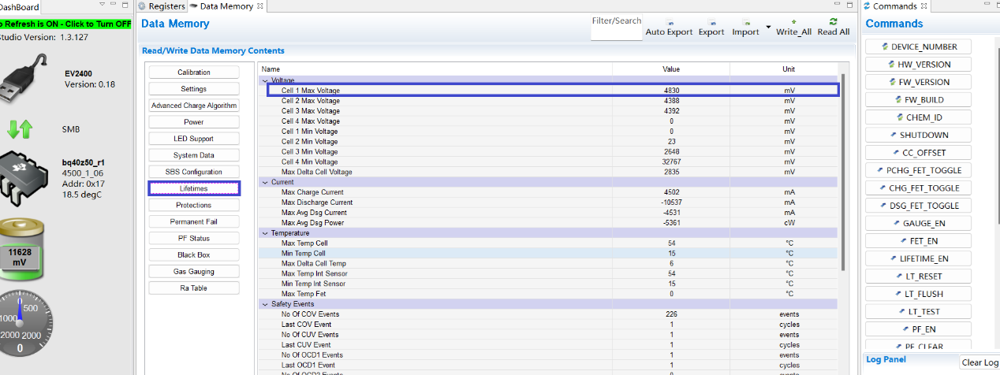 DashBoard
o Refresh is ON - Click to Turn OFF
Studio Version: 1.3.127
EV2400
Version: 0.18
SMB
bq40z50_r1
4500_1_06
Addr: 0x17
18.5 degC
11628
mV
0
500
1000
2000 2000
0
Registers
Data Memory
Data Memory
Filter/Search
Auto Export
Export
Import
Write_All
Read All
Read/Write Data Memory Contents
Calibration
Settings
Advanced Charge Algorithm
Power
LED Support
System Data
SBS Configuration
Lifetimes
Protections
Permanent Fail
PF Status
Black Box
Gas Gauging
Ra Table
Name Value Unit
Voltage
Cell 1 Max Voltage 4830 mV
Cell 2 Max Voltage 4388 mV
Cell 3 Max Voltage 4392 mV
Cell 4 Max Voltage 0 mV
Cell 1 Min Voltage 0 mV
Cell 2 Min Voltage 23 mV
Cell 3 Min Voltage 2648 mV
Cell 4 Min Voltage 32767 mV
Max Delta Cell Voltage 2835 mV
Current
Max Charge Current 4502 mA
Max Discharge Current -10537 mA
Max Avg Dsg Current -4531 mA
Max Avg Dsg Power -5361 cW
Temperature
Max Temp Cell 54 °C
Min Temp Cell 15 °C
Max Delta Cell Temp 6 °C
Max Temp Int Sensor 54 °C
Min Temp Int Sensor 15 °C
Max Temp Fet 0 °C
Safety Events
No Of COV Events 226 events
Last COV Event 1 cycles
No Of CUV Events 1 events
Last CUV Event 1 cycles
No Of OCD1 Events 1 events
Last OCD1 Event 1 cycles
No Of OCD2 Events 0 events
Commands
Commands
DEVICE_NUMBER
HW_VERSION
FW_VERSION
FW_BUILD
CHEM_ID
SHUTDOWN
CC_OFFSET
PCHG_FET_TOGGLE
CHG_FET_TOGGLE
DSG_FET_TOGGLE
GAUGE_EN
FET_EN
LIFETIME_EN
LT_RESET
LT_FLUSH
LT_TEST
PF_EN
PF_CLEAR
Log Panel
Clear Log